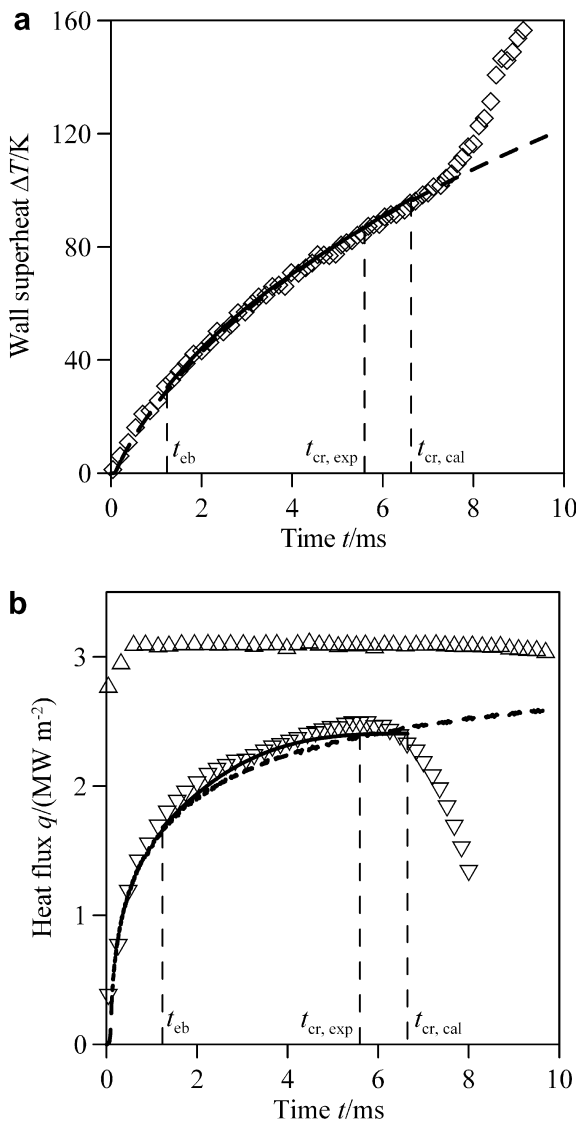 a
160
120
80
40
0
Wall superheat ΔT/K
t_eb
t_cr, exp
t_cr, cal
0 2 4 6 8 10
Time t/ms
b
3
2
1
0
Heat flux q/(MW m⁻²)
t_eb
t_cr, exp
t_cr, cal
0 2 4 6 8 10
Time t/ms